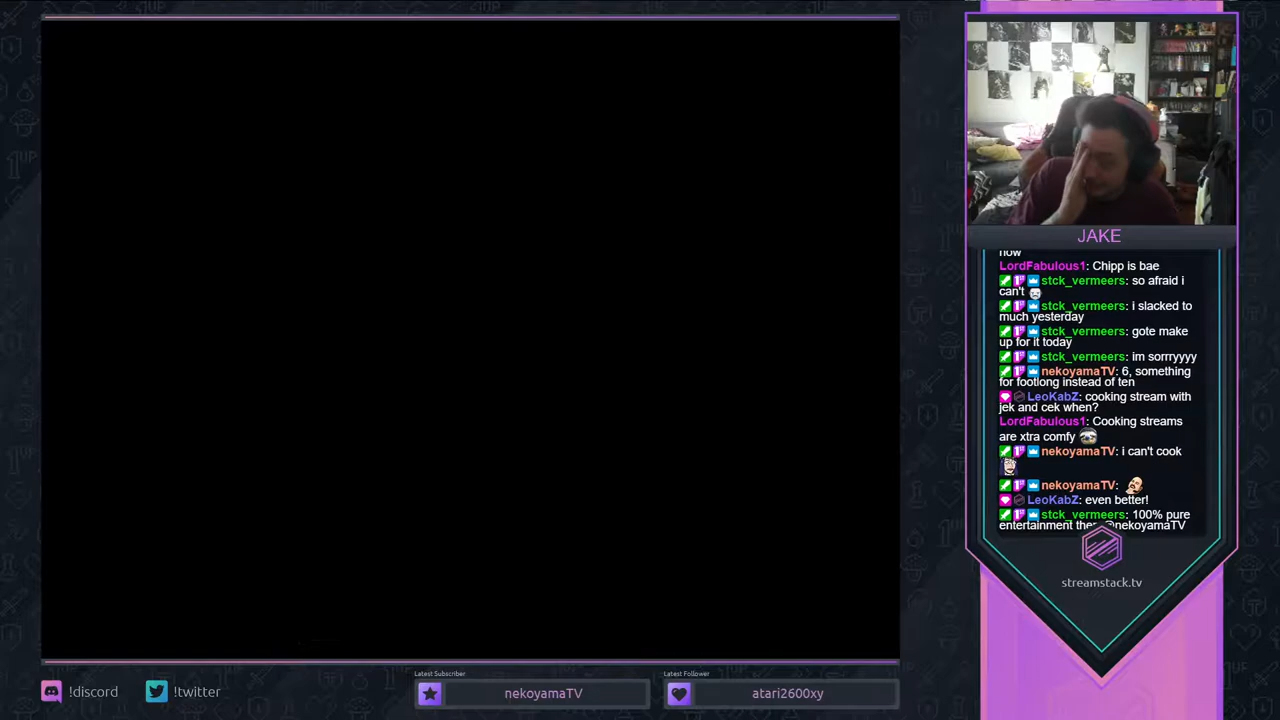 JAKE
now
LordFabulous1: Chipp is bae
stck_vermeers: so afraid i
can't
stck_vermeers: i slacked to
much yesterday
stck_vermeers: gote make
up for it today
stck_vermeers: im sorrryyyy
nekoyamaTV: 6, something
for footlong instead of ten
LeoKabZ: cooking stream with
jek and cek when?
LordFabulous1: Cooking streams
are xtra comfy
nekoyamaTV: i can't cook
nekoyamaTV:
LeoKabZ: even better!
stck_vermeers: 100% pure
entertainment @nekoyamaTV
streamstack.tv
Latest Subscriber
Latest Follower
!discord
!twitter
nekoyamaTV
atari2600xy
1UP